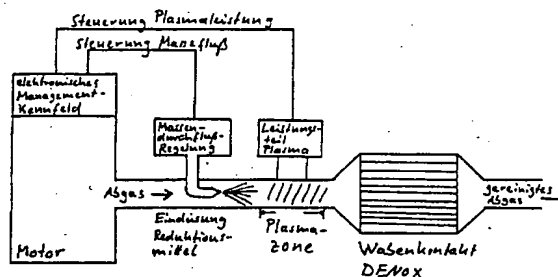 Steuerung Plasmaleistung
Steuerung Massefluß
elektronisches
Management-
Kennfeld
Massen-
durchfluß-
Regelung
Leistungs-
teil
Plasma
Abgas →
gereinigtes
Abgas
Eindüsung
Reduktions-
mittel
Plasma-
zone
Wabenkontakt
DENOX
Motor